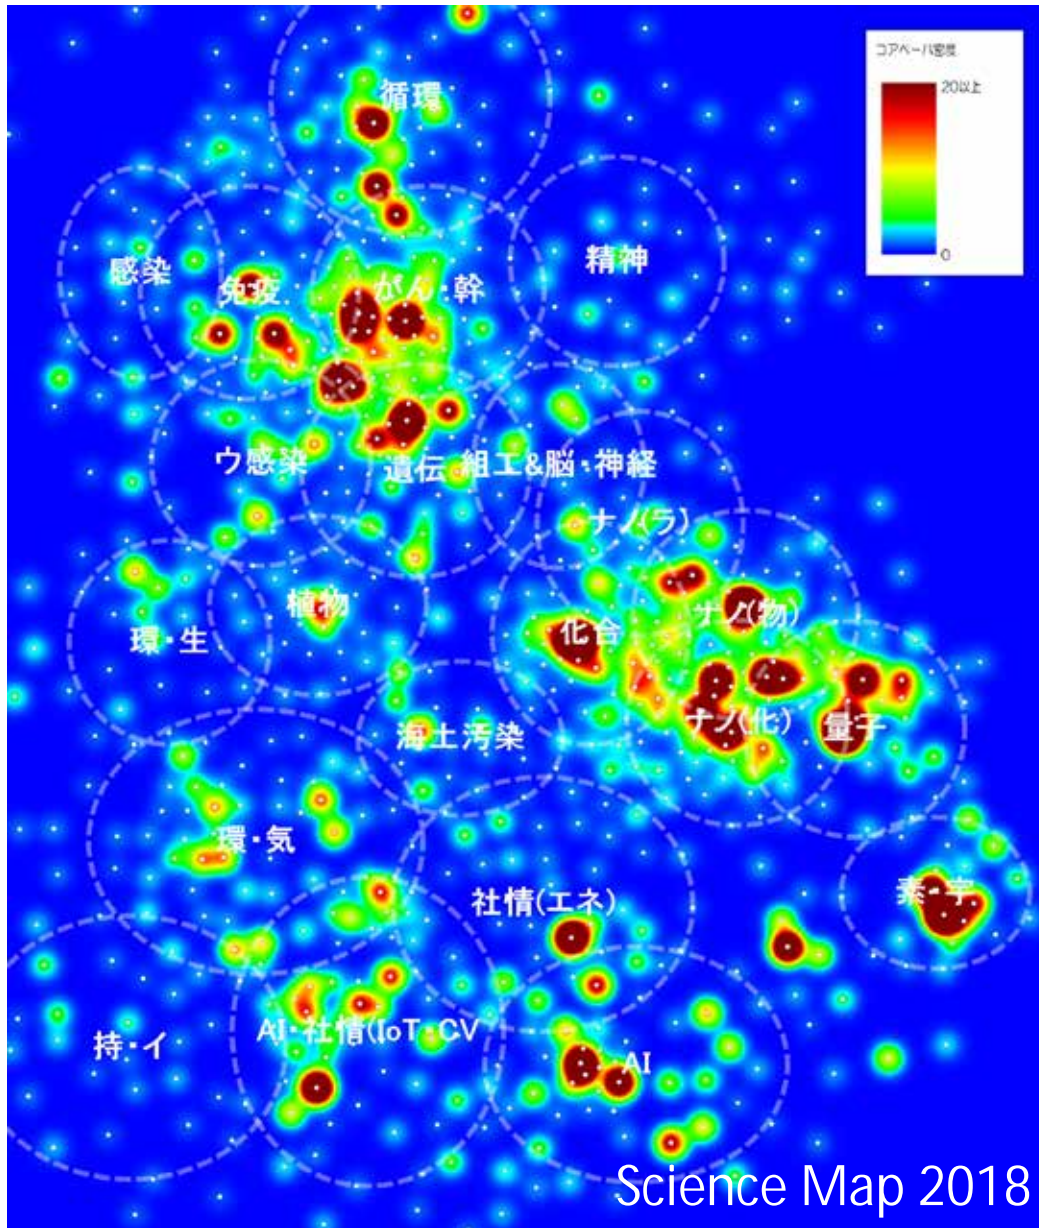 コアペーパ密度
20以上
0
循環
感染
免疫
がん・幹
精神
ウ感染
遺伝
組工&脳・神経
ナノ(ラ)
植物
環・生
化合
ナノ(物)
海土汚染
ナノ(化)
量子
環・気
社情(エネ)
素・宇
持・イ
AI・社情(IoT・CV
AI
Science Map 2018